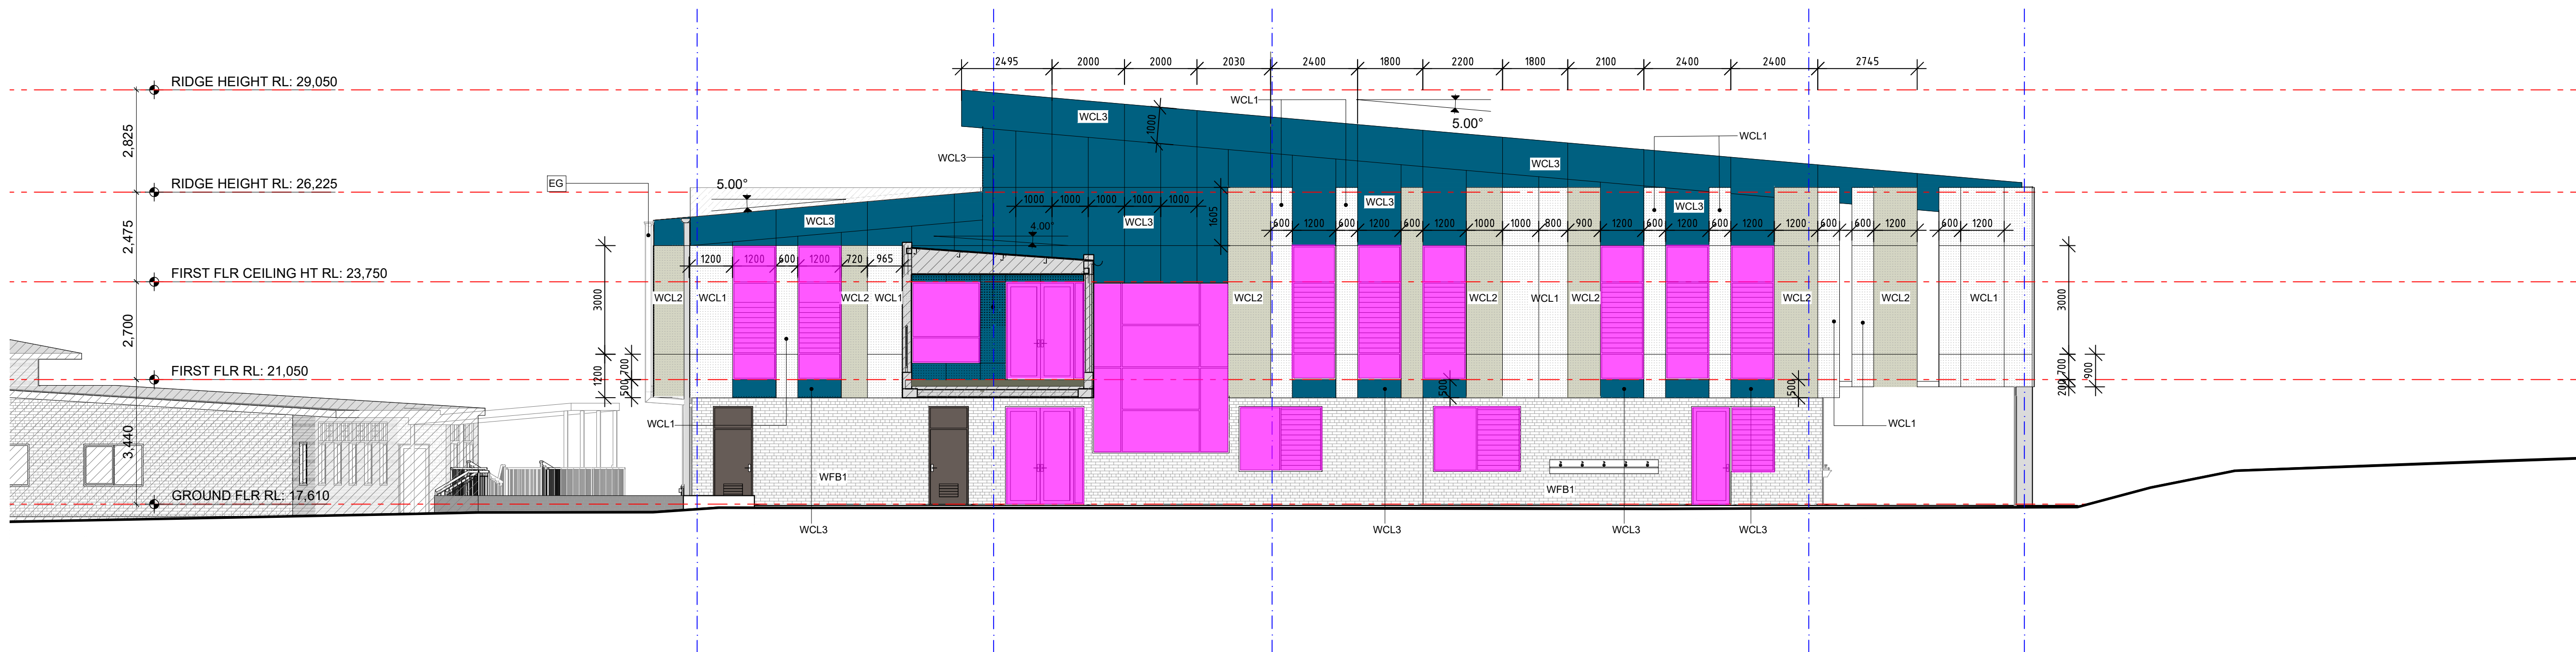 2495 2000 2000 2030 2400 1800 2200 1800 2100 2400 2400 2745
RIDGE HEIGHT RL: 29,050
WCL1
WCL3
1000
5.00°
2,825
WCL1
WCL3
WCL3
EG
5.00°
RIDGE HEIGHT RL: 26,225
1000 1000 1000 1000 1000
WCL3
WCL3
WCL3
WCL3
1605
4.00°
600 1200 600 1200 600 1200 1000 1000 800 900 1200 600 1200 600 1200 1200 600 600 1200 600 1200
2,475
1200 1200 600 1200 720 965
FIRST FLR CEILING HT RL: 23,750
3000
WCL2 WCL1 WCL2 WCL1 WCL2 WCL2 WCL1 WCL2 WCL2 WCL2 WCL1
3000
2,700
700
1200
500
FIRST FLR RL: 21,050
500
500
700
200
900
WCL1
WCL1
3,440
WFB1
WFB1
GROUND FLR RL: 17,610
WCL3 WCL3 WCL3 WCL3